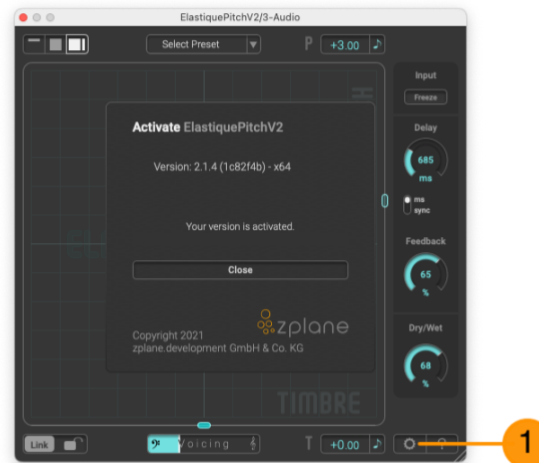 ElastiquePitchV2/3-Audio
Select Preset
P +3.00
Input
Freeze
Delay
685
ms
ms
sync
Feedback
65
%
Dry/Wet
68
%
Activate ElastiquePitchV2
Version: 2.1.4 (1c82f4b) - x64
Your version is activated.
Close
zplane
Copyright 2021
zplane.development GmbH & Co. KG
TIMBRE
Link
Voicing
T +0.00
?
1